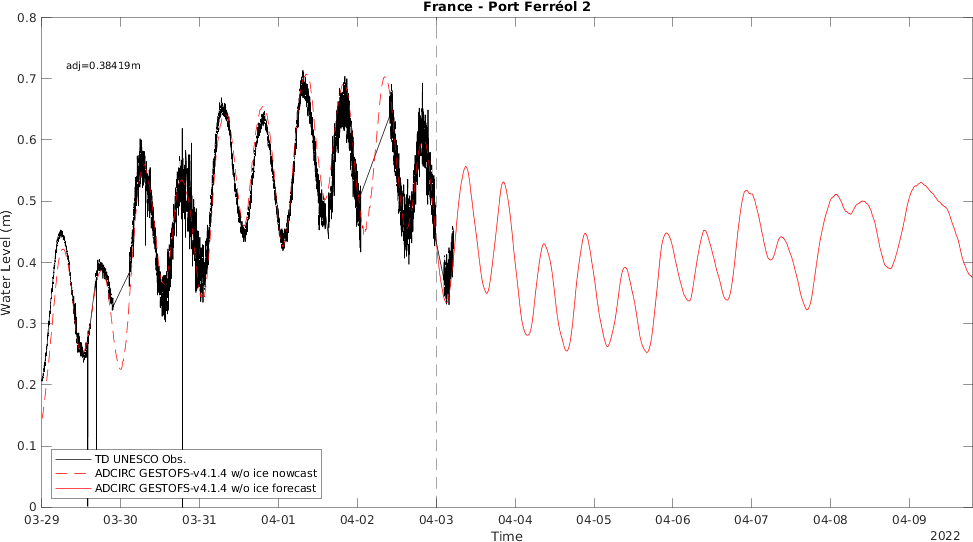 France - Port Ferréol 2
adj=0.38419m
Water Level (m)
0.8
0.7
0.6
0.5
0.4
0.3
0.2
0.1
0
TD UNESCO Obs.
ADCIRC GESTOFS-v4.1.4 w/o ice nowcast
ADCIRC GESTOFS-v4.1.4 w/o ice forecast
03-29 03-30 03-31 04-01 04-02 04-03 04-04 04-05 04-06 04-07 04-08 04-09
Time
2022